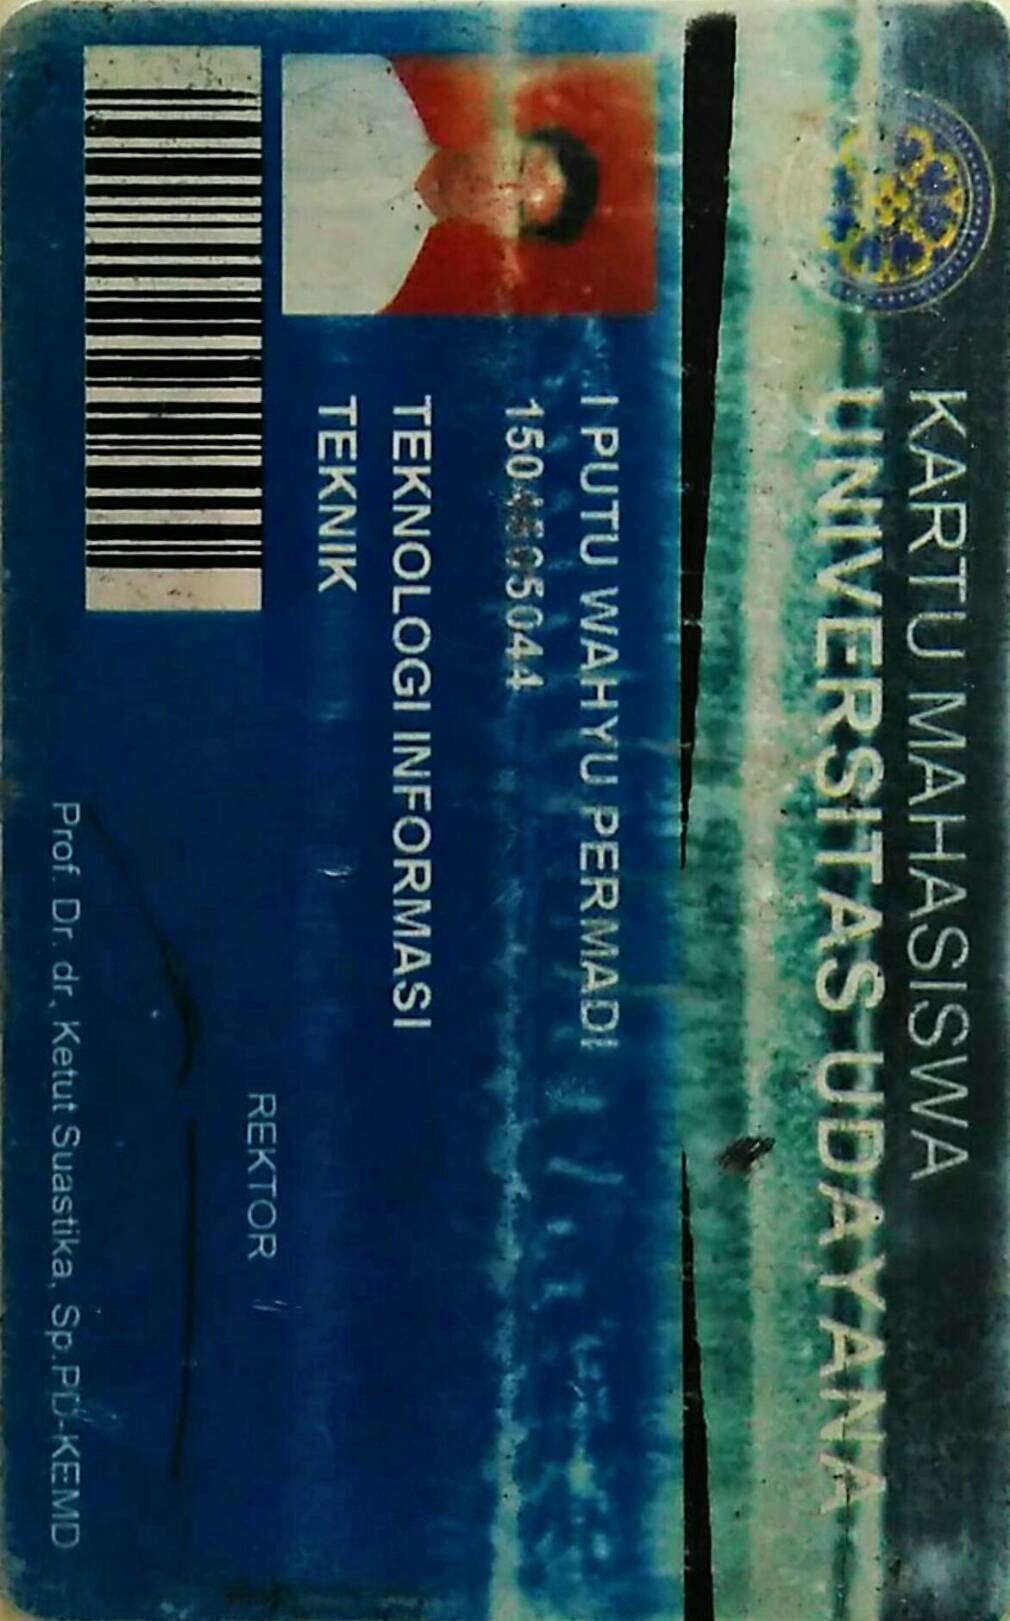 KARTU MAHASISWA
UNIVERSITAS UDAYANA
I PUTU WAHYU PERMADI
1504505044
TEKNOLOGI INFORMASI
TEKNIK
REKTOR
Prof. Dr. dr. Ketut Suastika, Sp.PD-KEMD